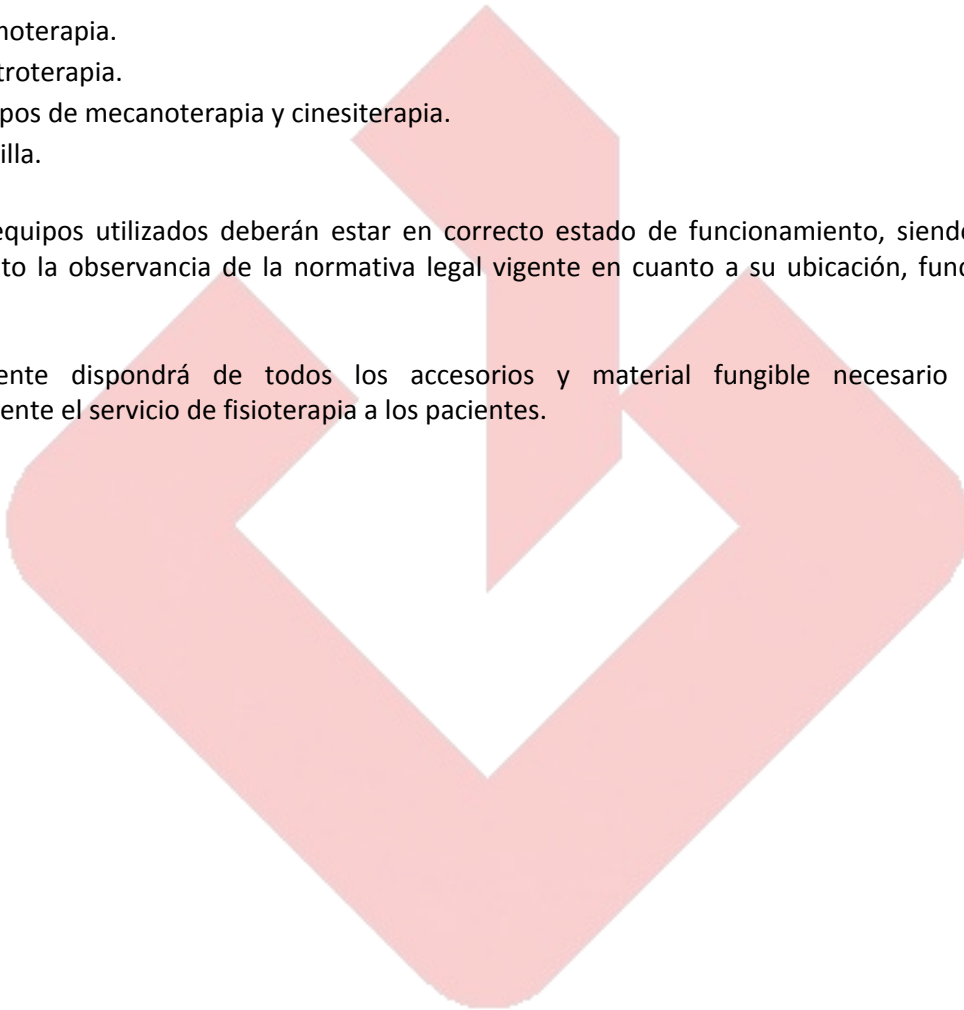 noterapia.
troterapia.
pos de mecanoterapia y cinesiterapia.
illa.
equipos utilizados deberán estar en correcto estado de funcionamiento, siendo
to la observancia de la normativa legal vigente en cuanto a su ubicación, func
ente dispondrá de todos los accesorios y material fungible necesario
ente el servicio de fisioterapia a los pacientes.